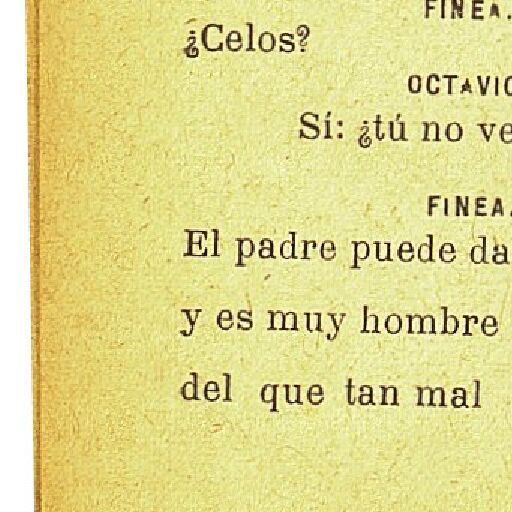 FINEA.
¿Celos?
OCTAVIO
Sí: ¿tú no ve
FINEA.
El padre puede da
y es muy hombre
del que tan mal